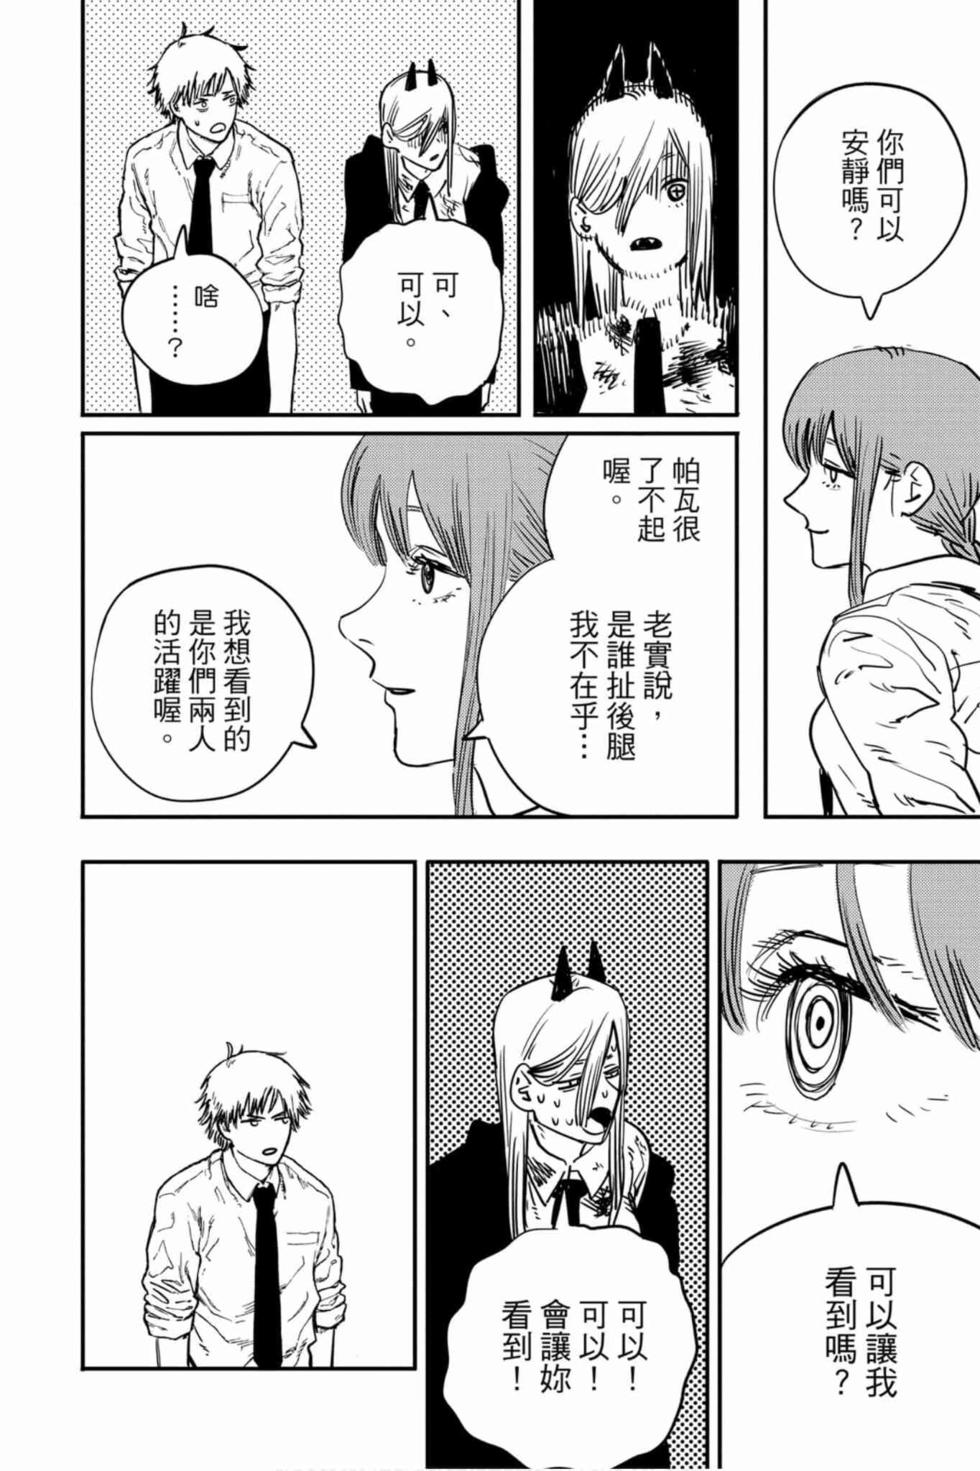 你們可以
安靜嗎？
可、
可以。
啥
……？
帕瓦很
了不起
喔。
老實說，
是誰扯後腿
我不在乎…
我想看到的
是你們兩人
的活躍喔。
可以讓我
看到嗎？
可以！
可以！
會讓妳
看到！